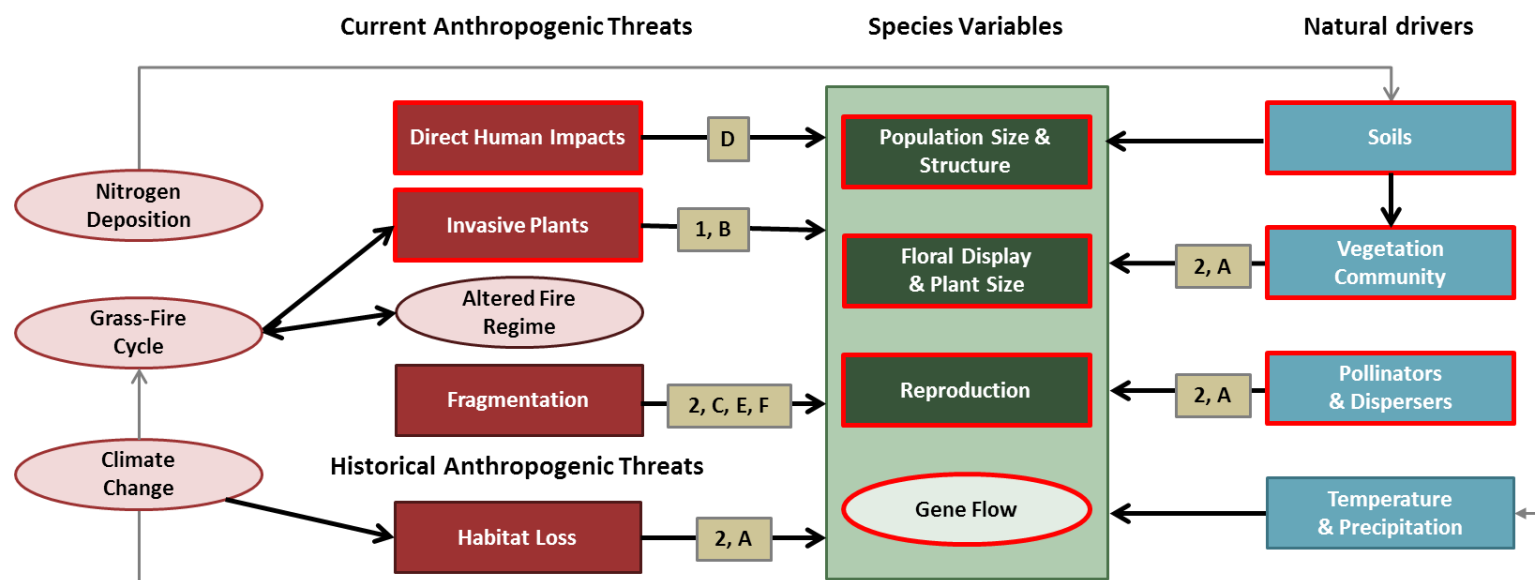 Current Anthropogenic Threats
Species Variables
Natural drivers
Direct Human Impacts
D
Population Size &
Structure
Soils
Nitrogen
Deposition
Invasive Plants
1, B
Floral Display
& Plant Size
2, A
Vegetation
Community
Grass-Fire
Cycle
Altered Fire
Regime
Fragmentation
2, C, E, F
Reproduction
2, A
Pollinators
& Dispersers
Climate
Change
Historical Anthropogenic Threats
Habitat Loss
2, A
Gene Flow
Temperature
& Precipitation